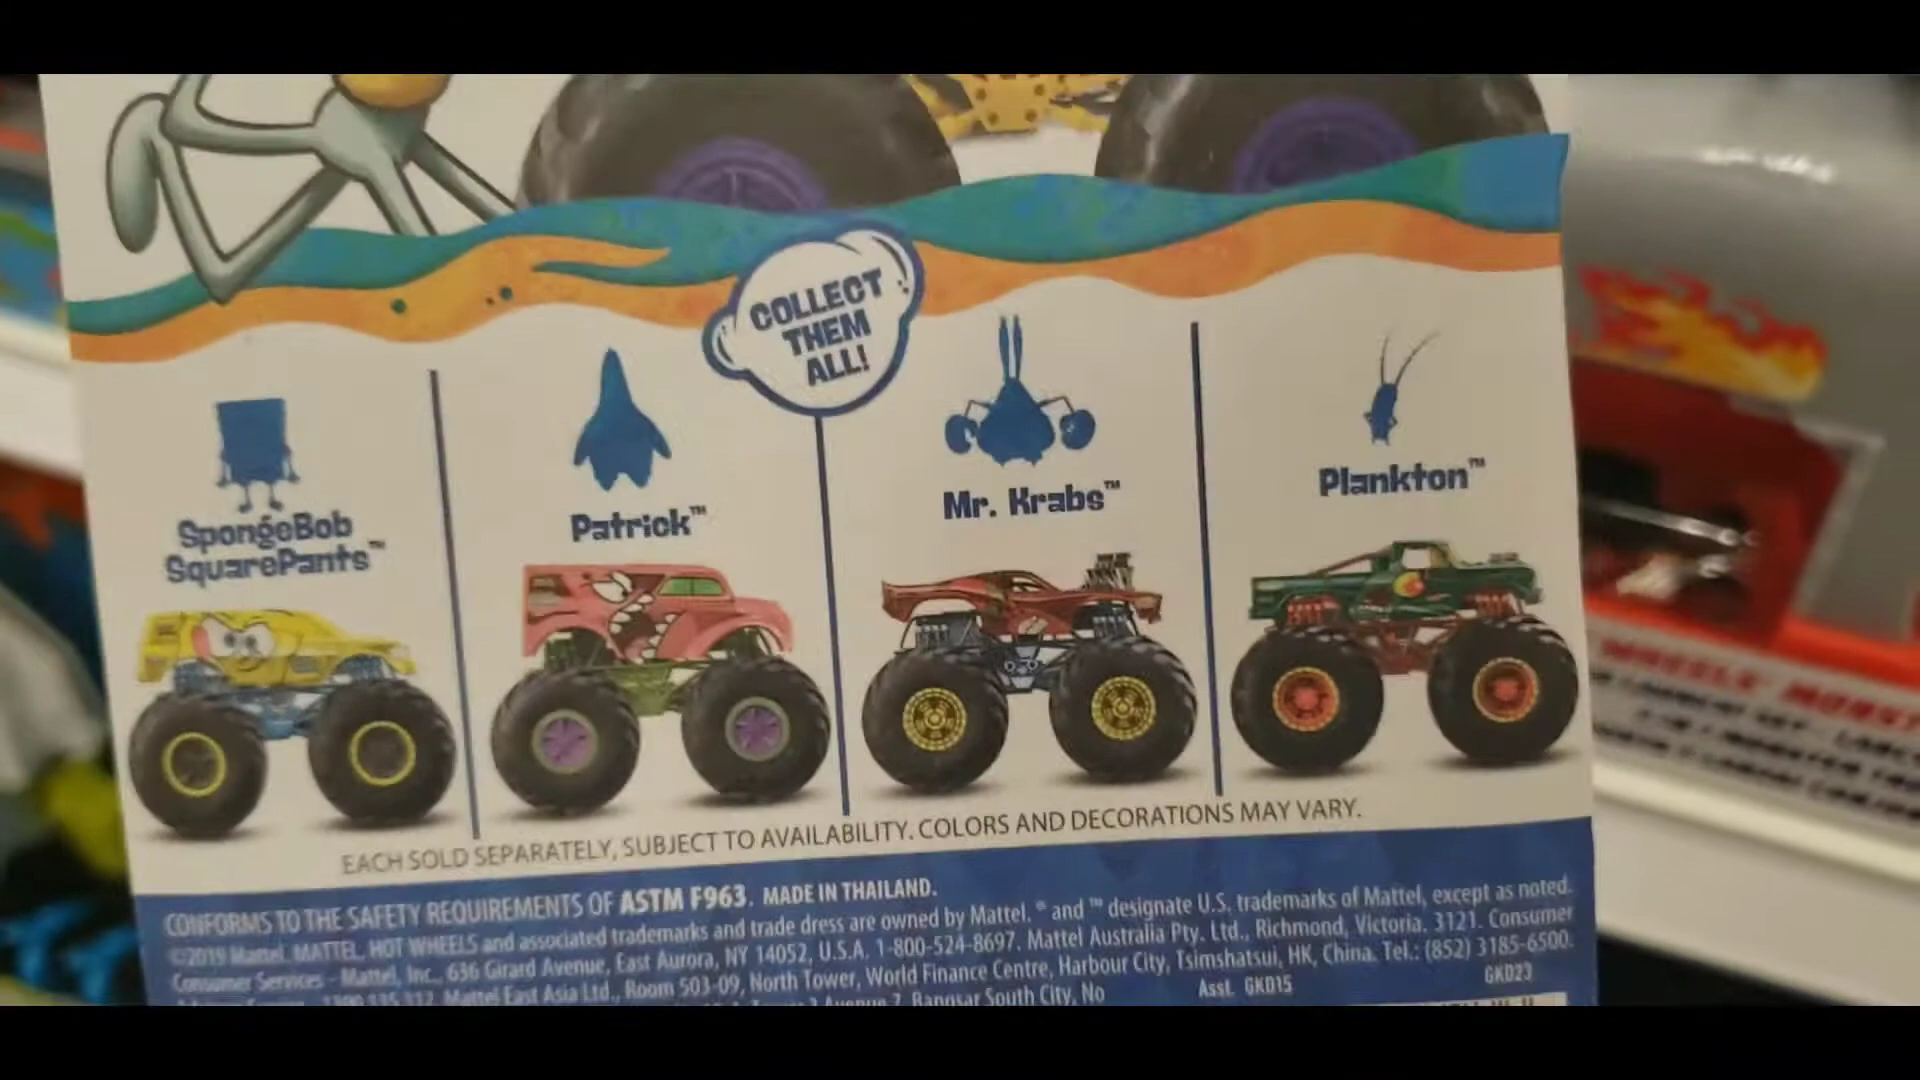 COLLECT
THEM
ALL!
SpongeBob
SquarePants™
Patrick™
Mr. Krabs™
Plankton™
EACH SOLD SEPARATELY, SUBJECT TO AVAILABILITY. COLORS AND DECORATIONS MAY VARY.
CONFORMS TO THE SAFETY REQUIREMENTS OF ASTM F963. MADE IN THAILAND.
©2019 Mattel. MATTEL, HOT WHEELS and associated trademarks and trade dress are owned by Mattel. ® and ™ designate U.S. trademarks of Mattel, except as noted.
Consumer Services - Mattel, Inc., 636 Girard Avenue, East Aurora, NY 14052, U.S.A. 1-800-524-8697. Mattel Australia Pty. Ltd., Richmond, Victoria. 3121. Consumer
Mattel East Asia Ltd., Room 503-09, North Tower, World Finance Centre, Harbour City, Tsimshatsui, HK, China. Tel.: (852) 3185-6500.
Bangsar South City, No
Asst. GKD15
GKD23